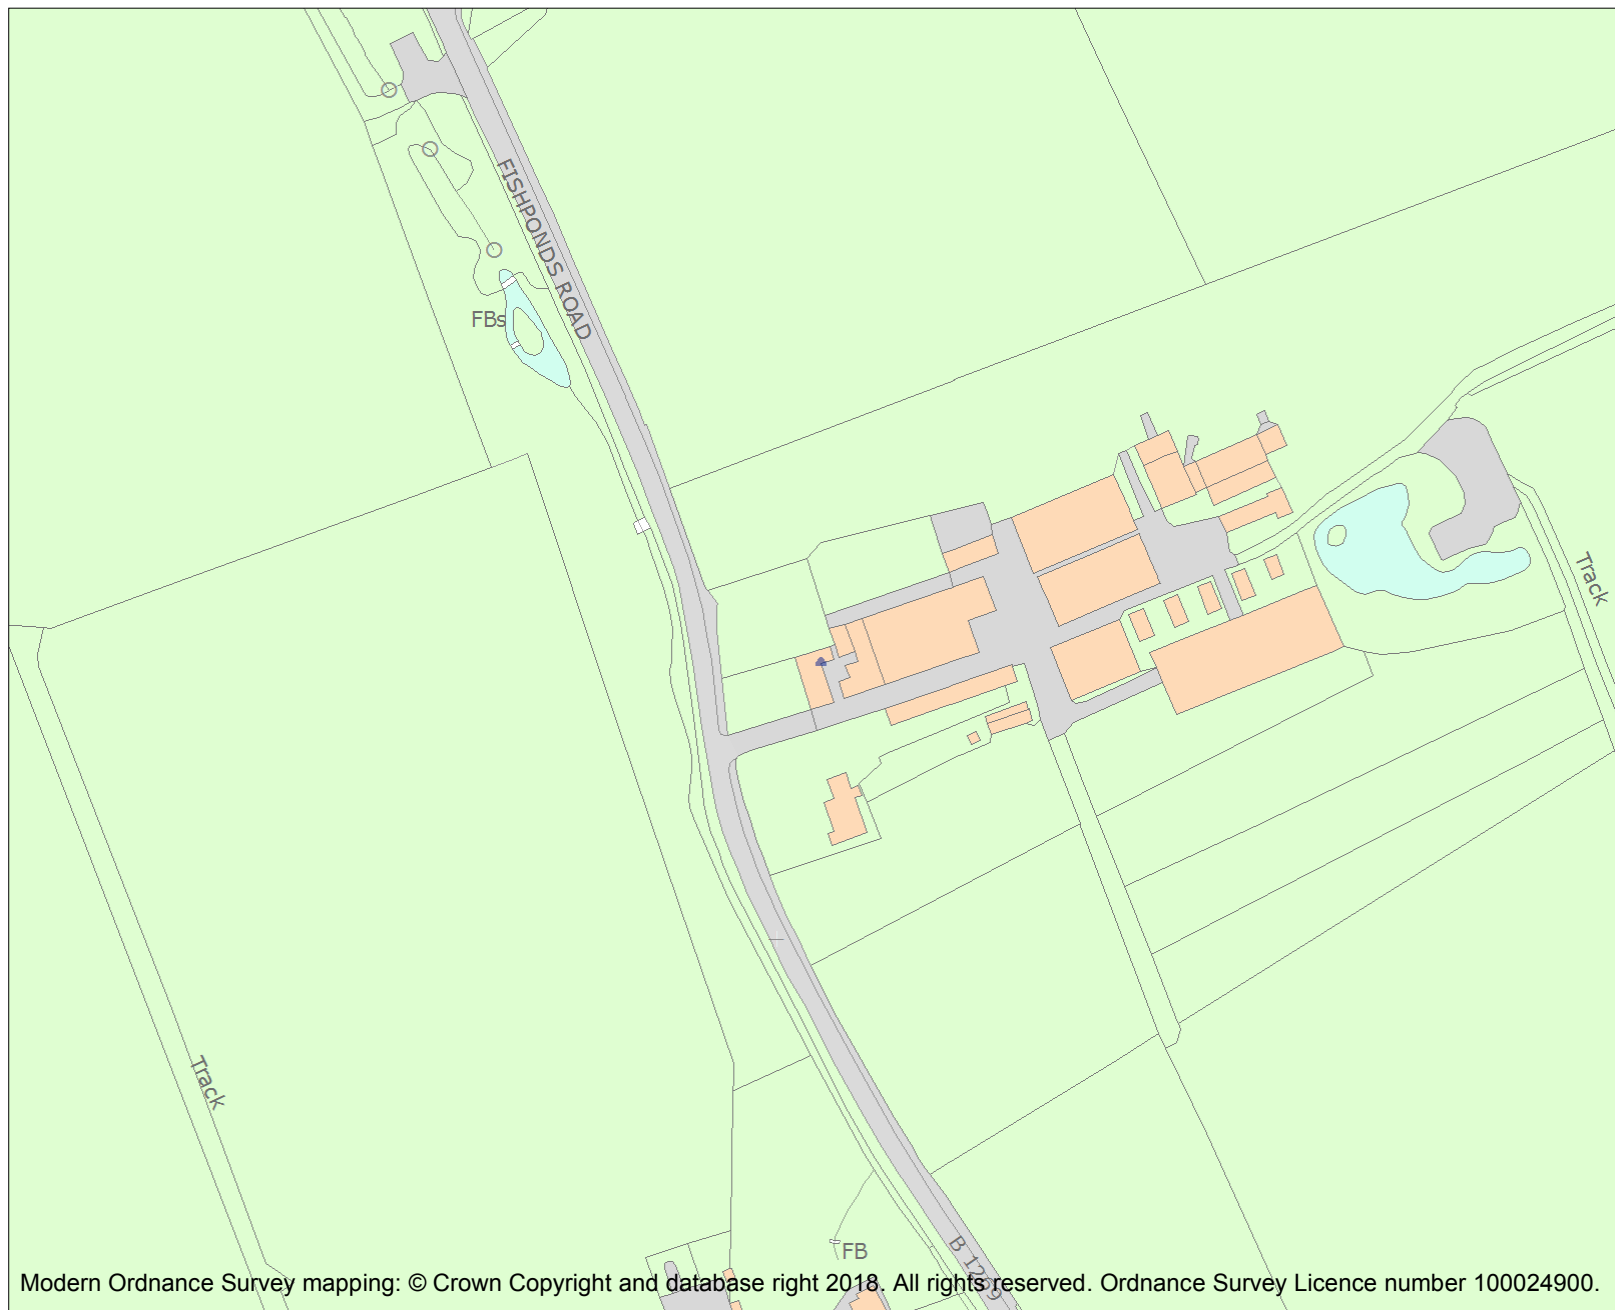 FISHPONDS ROAD
FBs
Track
Track
FB
B 1249
Modern Ordnance Survey mapping: © Crown Copyright and database right 2018. All rights reserved. Ordnance Survey Licence number 100024900.